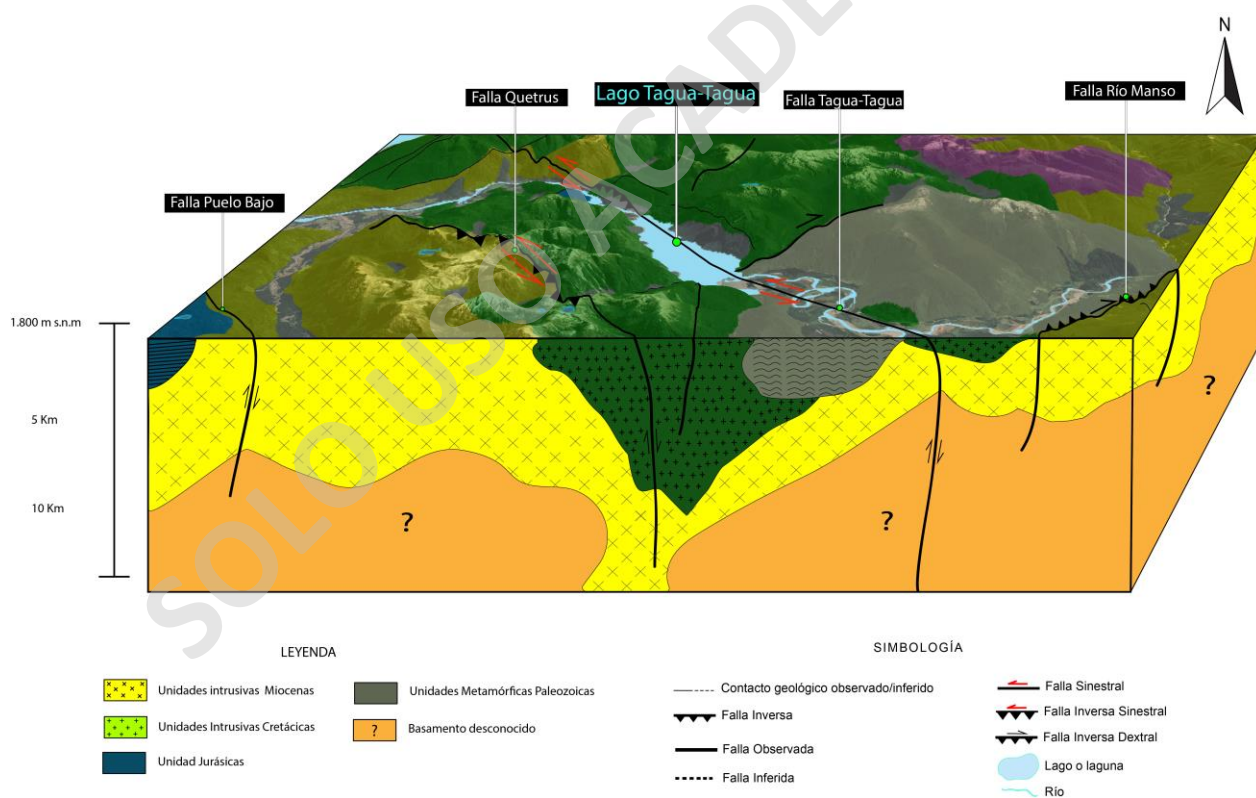 N
Falla Quetrus
Lago Tagua-Tagua
Falla Tagua-Tagua
Falla Río Manso
Falla Puelo Bajo
1.800 m s.n.m
5 Km
10 Km
?
?
?
SOLO USO ACADE
LEYENDA
Unidades intrusivas Miocenas
Unidades Intrusivas Cretácicas
Unidad Jurásicas
Unidades Metamórficas Paleozoicas
?
Basamento desconocido
SIMBOLOGÍA
Contacto geológico observado/inferido
Falla Inversa
Falla Observada
Falla Inferida
Falla Sinestral
Falla Inversa Sinestral
Falla Inversa Dextral
Lago o laguna
Río